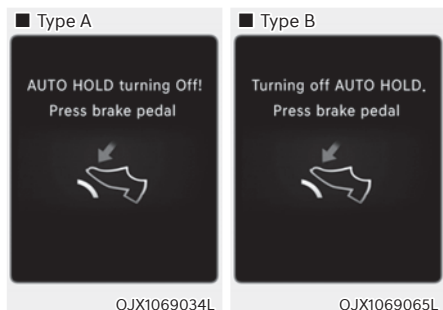 ■ Type A
AUTO HOLD turning Off!
Press brake pedal
OJX1069034L
■ Type B
Turning off AUTO HOLD.
Press brake pedal
OJX1069065L